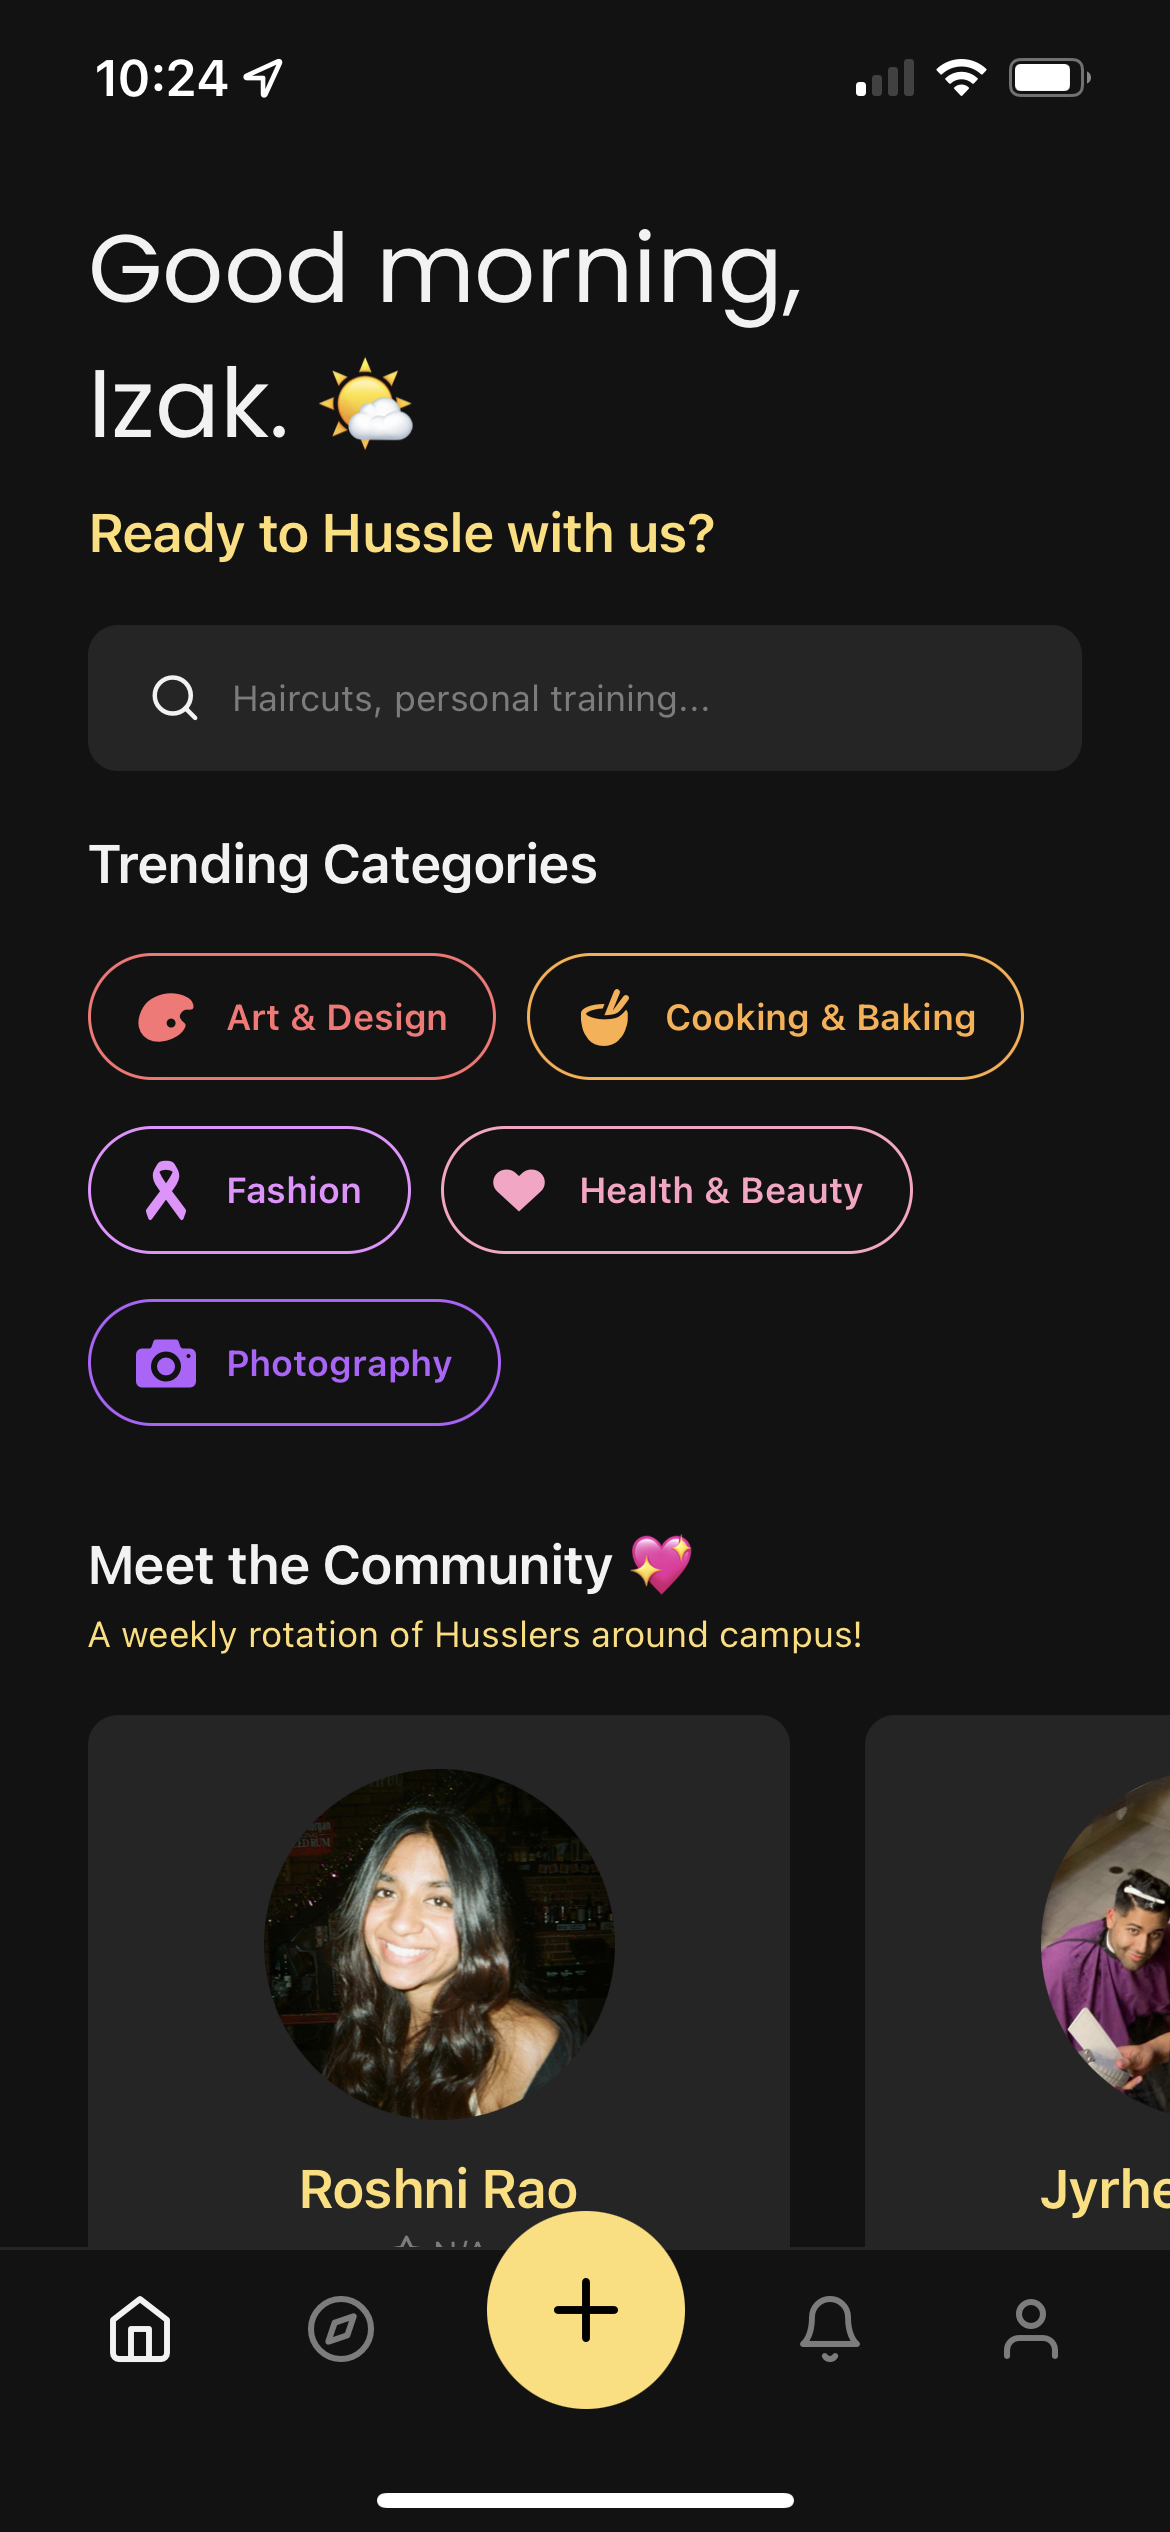 10:24
Good morning,
Izak. 🌤️
Ready to Hussle with us?
Haircuts, personal training...
Trending Categories
Art & Design
Cooking & Baking
Fashion
Health & Beauty
Photography
Meet the Community 💖
A weekly rotation of Husslers around campus!
Roshni Rao
Jyrhe
N/A